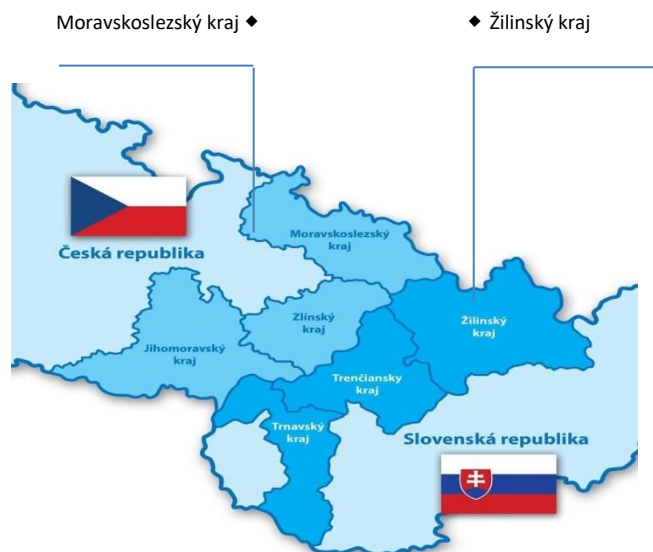 Moravskoslezský kraj ◆
◆ Žilinský kraj
Moravskoslezský
kraj
Česká republika
Zlínský
kraj
Žilinský
kraj
Jihomoravský
kraj
Trenčiansky
kraj
Trnavský
kraj
Slovenská republika